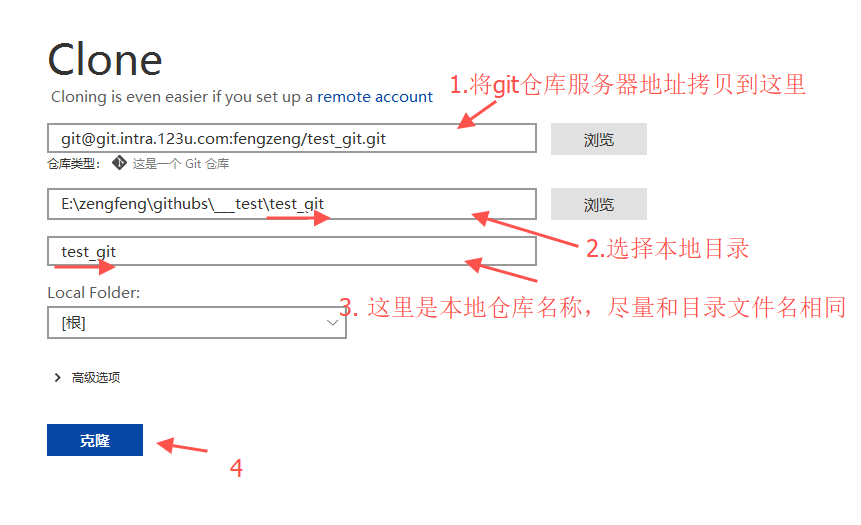 Clone
Cloning is even easier if you set up a remote account
1.将git仓库服务器地址拷贝到这里
git@git.intra.123u.com:fengzeng/test_git.git
浏览
仓库类型： 这是一个 Git 仓库
E:\zengfeng\githubs\___test\test_git
浏览
2.选择本地目录
test_git
3. 这里是本地仓库名称，尽量和目录文件名相同
Local Folder:
[根]
高级选项
克隆
4